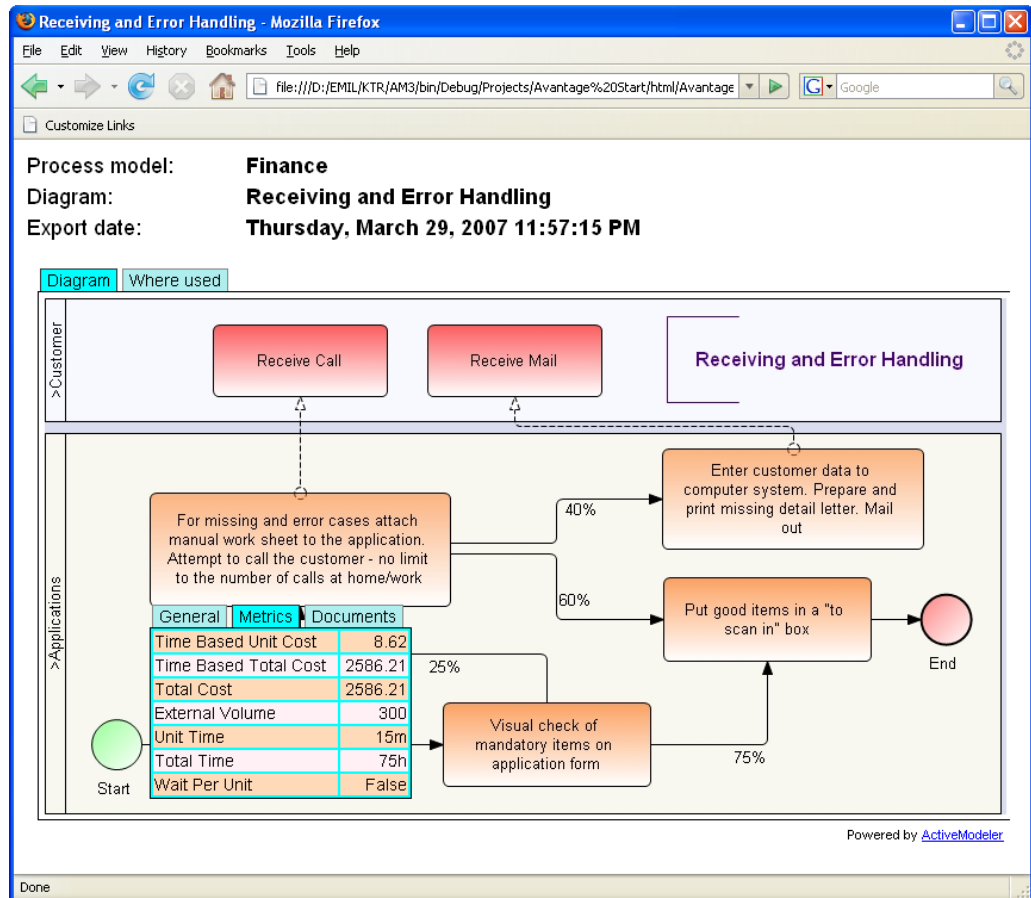 Receiving and Error Handling - Mozilla Firefox
File Edit View History Bookmarks Tools Help
file:///D:/EMIL/KTR/AM3/bin/Debug/Projects/Avantage%20Start/html/Avantage
G Google
Customize Links
Process model: Finance
Diagram: Receiving and Error Handling
Export date: Thursday, March 29, 2007 11:57:15 PM
Diagram Where used
>Customer
Receive Call
Receive Mail
Receiving and Error Handling
>Applications
For missing and error cases attach
manual work sheet to the application.
Attempt to call the customer - no limit
to the number of calls at home/work
40%
Enter customer data to
computer system. Prepare and
print missing detail letter. Mail
out
60%
Put good items in a "to
scan in" box
End
General Metrics Documents
Time Based Unit Cost 8.62
Time Based Total Cost 2586.21
Total Cost 2586.21
External Volume 300
Unit Time 15m
Total Time 75h
Wait Per Unit False
25%
Start
Visual check of
mandatory items on
application form
75%
Powered by ActiveModeler
Done